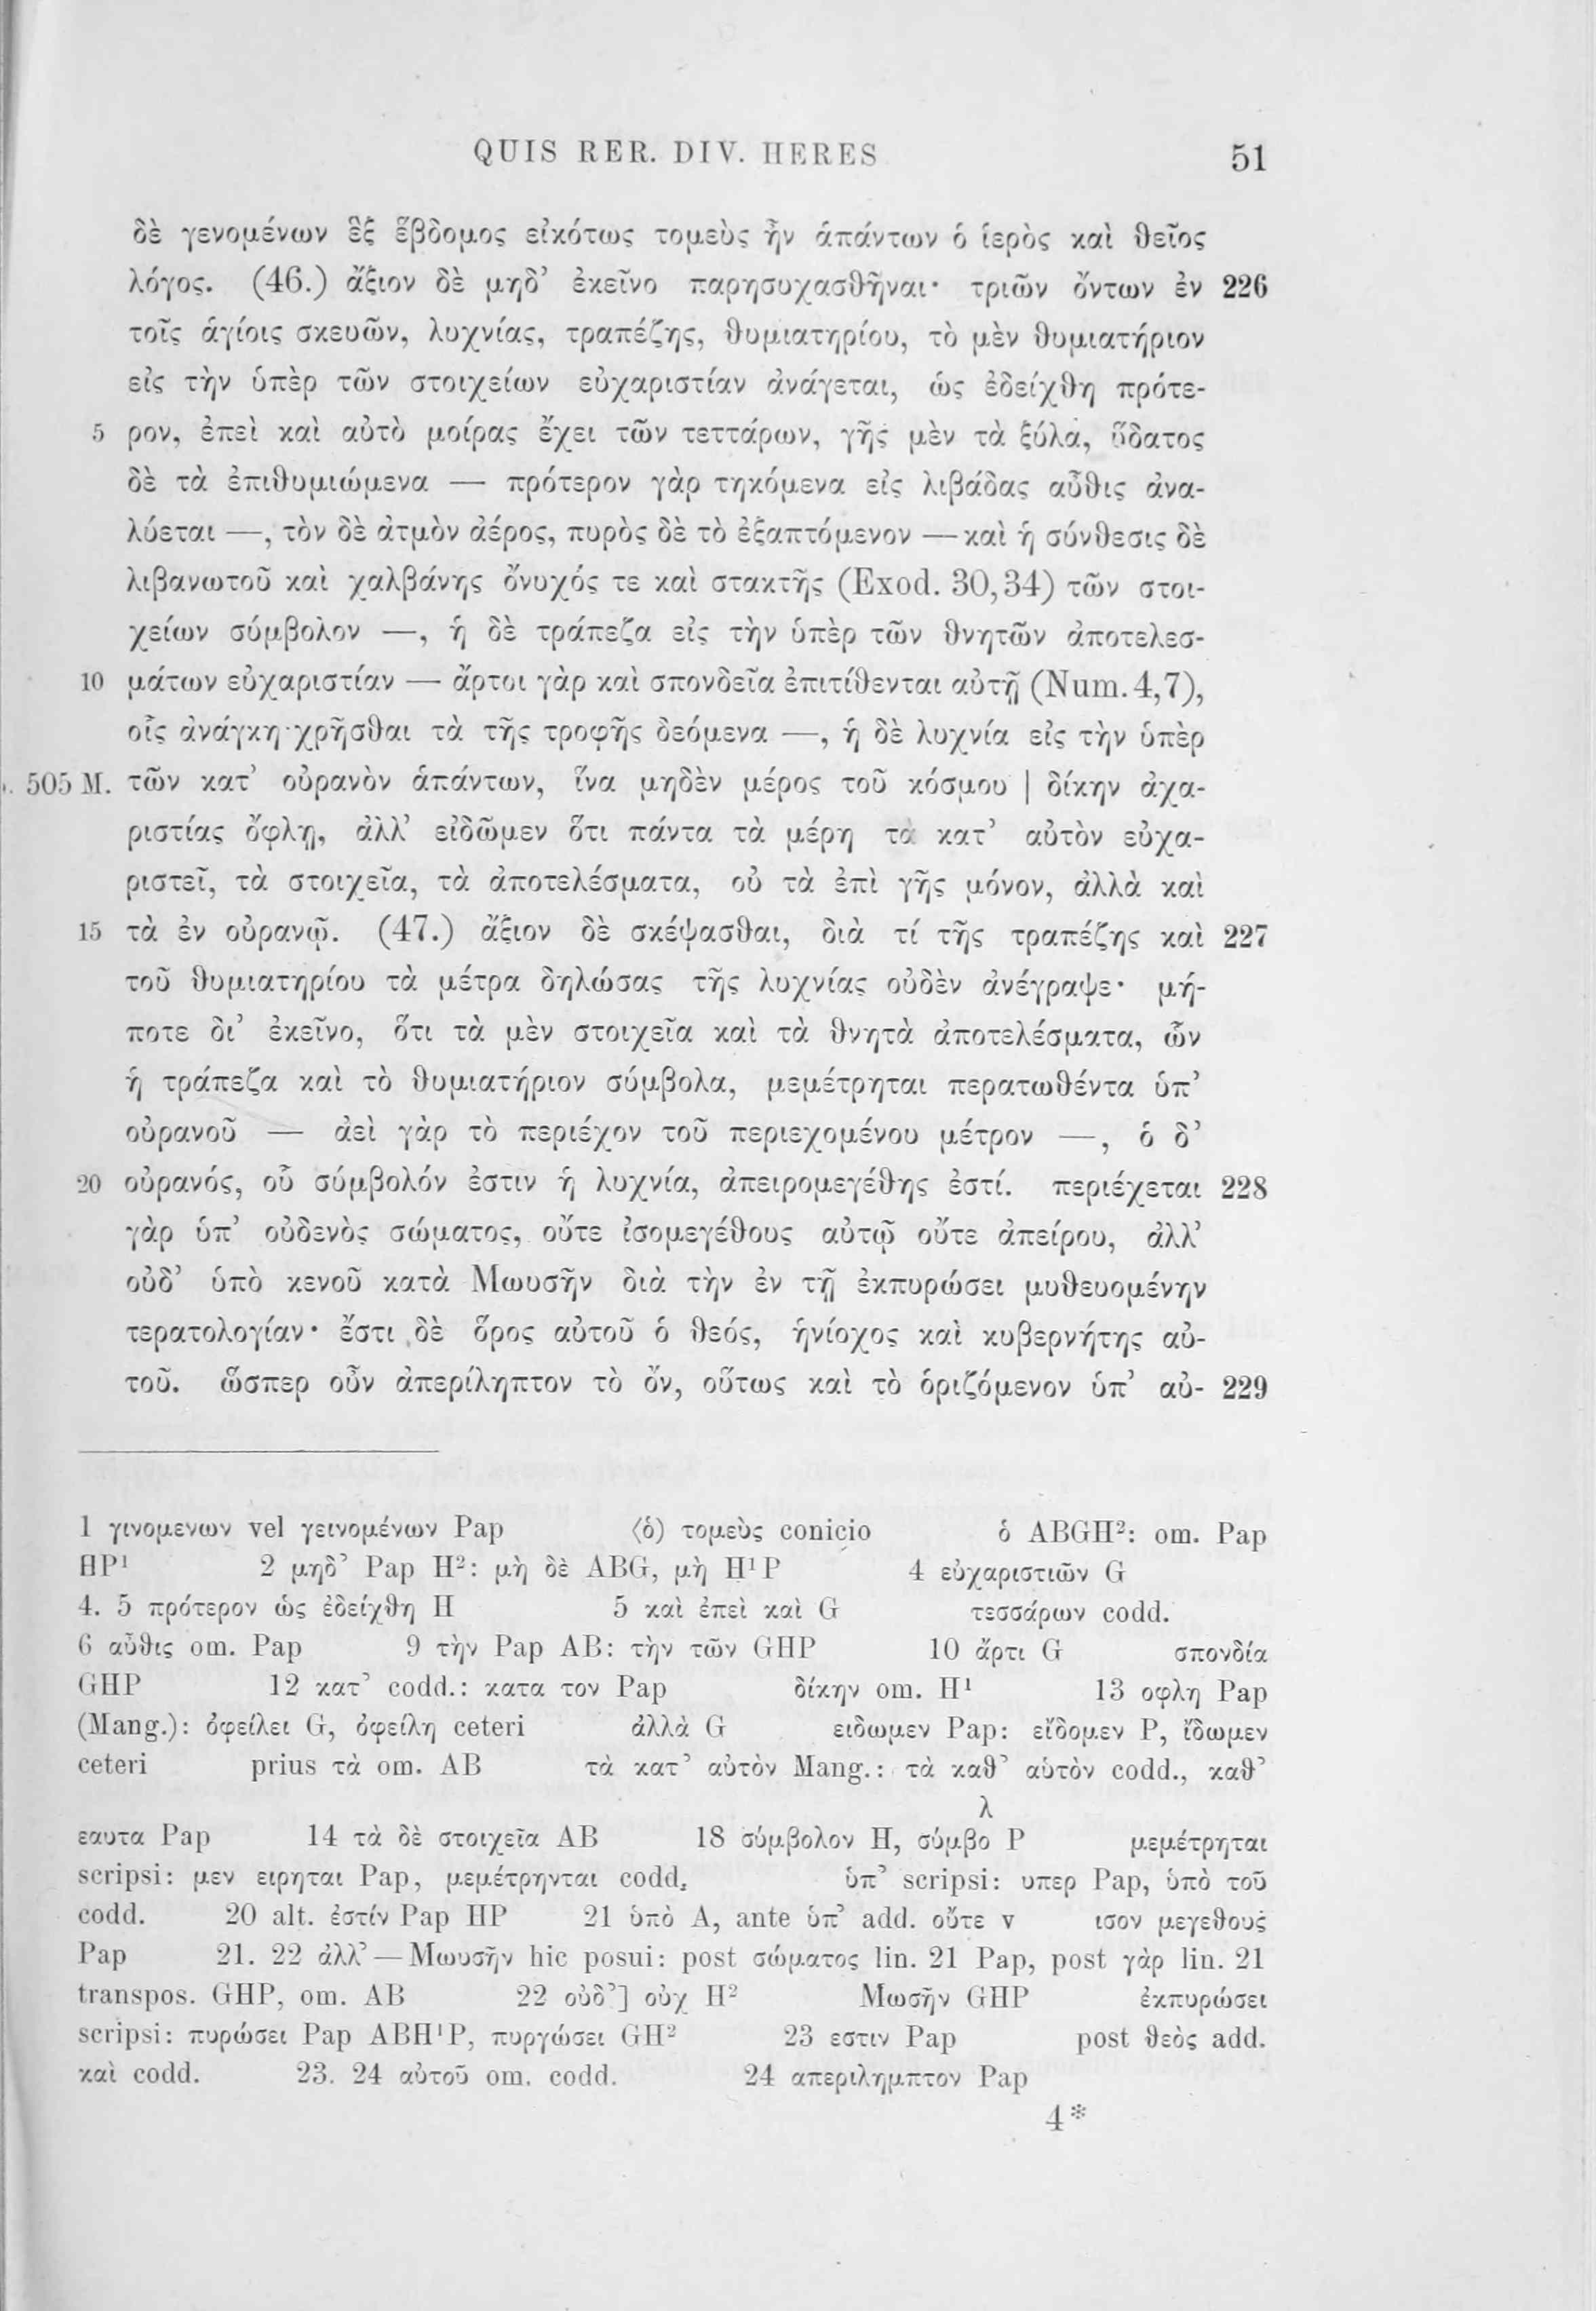 QUIS RER. DIV. HERES 51
δὲ γενομένων ἓξ ἕβδομος εἰκότως τομεὺς ἦν ἁπάντων ὁ ἱερὸς καὶ θεῖος
λόγος. (46.) ἄξιον δὲ μηδ’ ἐκεῖνο παρησυχασθῆναι· τριῶν ὄντων ἐν 226
τοῖς ἁγίοις σκευῶν, λυχνίας, τραπέζης, θυμιατηρίου, τὸ μὲν θυμιατήριον
εἰς τὴν ὑπὲρ τῶν στοιχείων εὐχαριστίαν ἀνάγεται, ὡς ἐδείχθη πρότε-
5 ρον, ἐπεὶ καὶ αὐτὸ μοίρας ἔχει τῶν τεττάρων, γῆς μὲν τὰ ξύλα, ὕδατος
δὲ τὰ ἐπιθυμιώμενα — πρότερον γὰρ τηκόμενα εἰς λιβάδας αὖθις ἀνα-
λύεται —, τὸν δὲ ἀτμὸν ἀέρος, πυρὸς δὲ τὸ ἐξαπτόμενον — καὶ ἡ σύνθεσις δὲ
λιβανωτοῦ καὶ χαλβάνης ὄνυχός τε καὶ στακτῆς (Exod. 30,34) τῶν στοι-
χείων σύμβολον —, ἡ δὲ τράπεζα εἰς τὴν ὑπὲρ τῶν θνητῶν ἀποτελεσ-
10 μάτων εὐχαριστίαν — ἄρτοι γὰρ καὶ σπονδεῖα ἐπιτίθενται αὐτῇ (Num. 4,7),
οἷς ἀνάγκη χρῆσθαι τὰ τῆς τροφῆς δεόμενα —, ἡ δὲ λυχνία εἰς τὴν ὑπὲρ
505 M. τῶν κατ’ οὐρανὸν ἁπάντων, ἵνα μηδὲν μέρος τοῦ κόσμου | δίκην ἀχα-
ριστίας ὄφλῃ, ἀλλ’ εἰδῶμεν ὅτι πάντα τὰ μέρη τὰ κατ’ αὐτὸν εὐχα-
ριστεῖ, τὰ στοιχεῖα, τὰ ἀποτελέσματα, οὐ τὰ ἐπὶ γῆς μόνον, ἀλλὰ καὶ
15 τὰ ἐν οὐρανῷ. (47.) ἄξιον δὲ σκέψασθαι, διὰ τί τῆς τραπέζης καὶ 227
τοῦ θυμιατηρίου τὰ μέτρα δηλώσας τῆς λυχνίας οὐδὲν ἀνέγραψε· μή-
ποτε δι’ ἐκεῖνο, ὅτι τὰ μὲν στοιχεῖα καὶ τὰ θνητὰ ἀποτελέσματα, ὧν
ἡ τράπεζα καὶ τὸ θυμιατήριον σύμβολα, μεμέτρηται περατωθέντα ὑπ’
οὐρανοῦ — ἀεὶ γὰρ τὸ περιέχον τοῦ περιεχομένου μέτρον —, ὁ δ’
20 οὐρανός, οὗ σύμβολόν ἐστιν ἡ λυχνία, ἀπειρομεγέθης ἐστί. περιέχεται 228
γὰρ ὑπ’ οὐδενὸς σώματος, οὔτε ἰσομεγέθους αὐτῷ οὔτε ἀπείρου, ἀλλ’
οὐδ’ ὑπὸ κενοῦ κατὰ Μωυσῆν διὰ τὴν ἐν τῇ ἐκπυρώσει μυθευομένην
τερατολογίαν· ἔστι δὲ ὅρος αὐτοῦ ὁ θεός, ἡνίοχος καὶ κυβερνήτης αὐ-
τοῦ. ὥσπερ οὖν ἀπερίληπτον τὸ ὄν, οὕτως καὶ τὸ ὁριζόμενον ὑπ’ αὐ- 229
1 γινομενων vel γεινομένων Pap ⟨ὁ) τομεὺς conicio ὁ ABGH²: om. Pap
HP¹ 2 μηδ’ Pap H²: μὴ δὲ ABG, μὴ H¹P 4 εὐχαριστιῶν G
4. 5 πρότερον ὡς ἐδείχθη H 5 καὶ ἐπεὶ καὶ G τεσσάρων codd.
6 αὖθις om. Pap 9 τὴν Pap AB: τὴν τῶν GHP 10 ἄρτι G σπονδία
GHP 12 κατ’ codd.: κατα τον Pap δίκην om. H¹ 13 οφλη Pap
(Mang.): ὀφείλει G, ὀφείλῃ ceteri ἀλλὰ G ειδωμεν Pap: εἴδομεν P, ἴδωμεν
ceteri prius τὰ om. AB τὰ κατ’ αὐτὸν Mang.: τὰ καθ’ αὑτὸν codd., καθ’
λ
εαυτα Pap 14 τὰ δὲ στοιχεῖα AB 18 σύμβολον H, σύμβο P μεμέτρηται
scripsi: μεν ειρηται Pap, μεμέτρηνται codd. ὑπ’ scripsi: υπερ Pap, ὑπὸ τοῦ
codd. 20 alt. ἐστίν Pap HP 21 ὑπὸ A, ante ὑπ’ add. οὔτε v ισον μεγεθους
Pap 21. 22 ἀλλ’ — Μωυσῆν hic posui: post σώματος lin. 21 Pap, post γὰρ lin. 21
transpos. GHP, om. AB 22 οὐδ’] οὐχ H² Μωσῆν GHP ἐκπυρώσει
scripsi: πυρώσει Pap ABH¹P, πυργώσει GH² 23 εστιν Pap post θεὸς add.
καὶ codd. 23. 24 αὐτοῦ om. codd. 24 απεριλημπτον Pap
4*